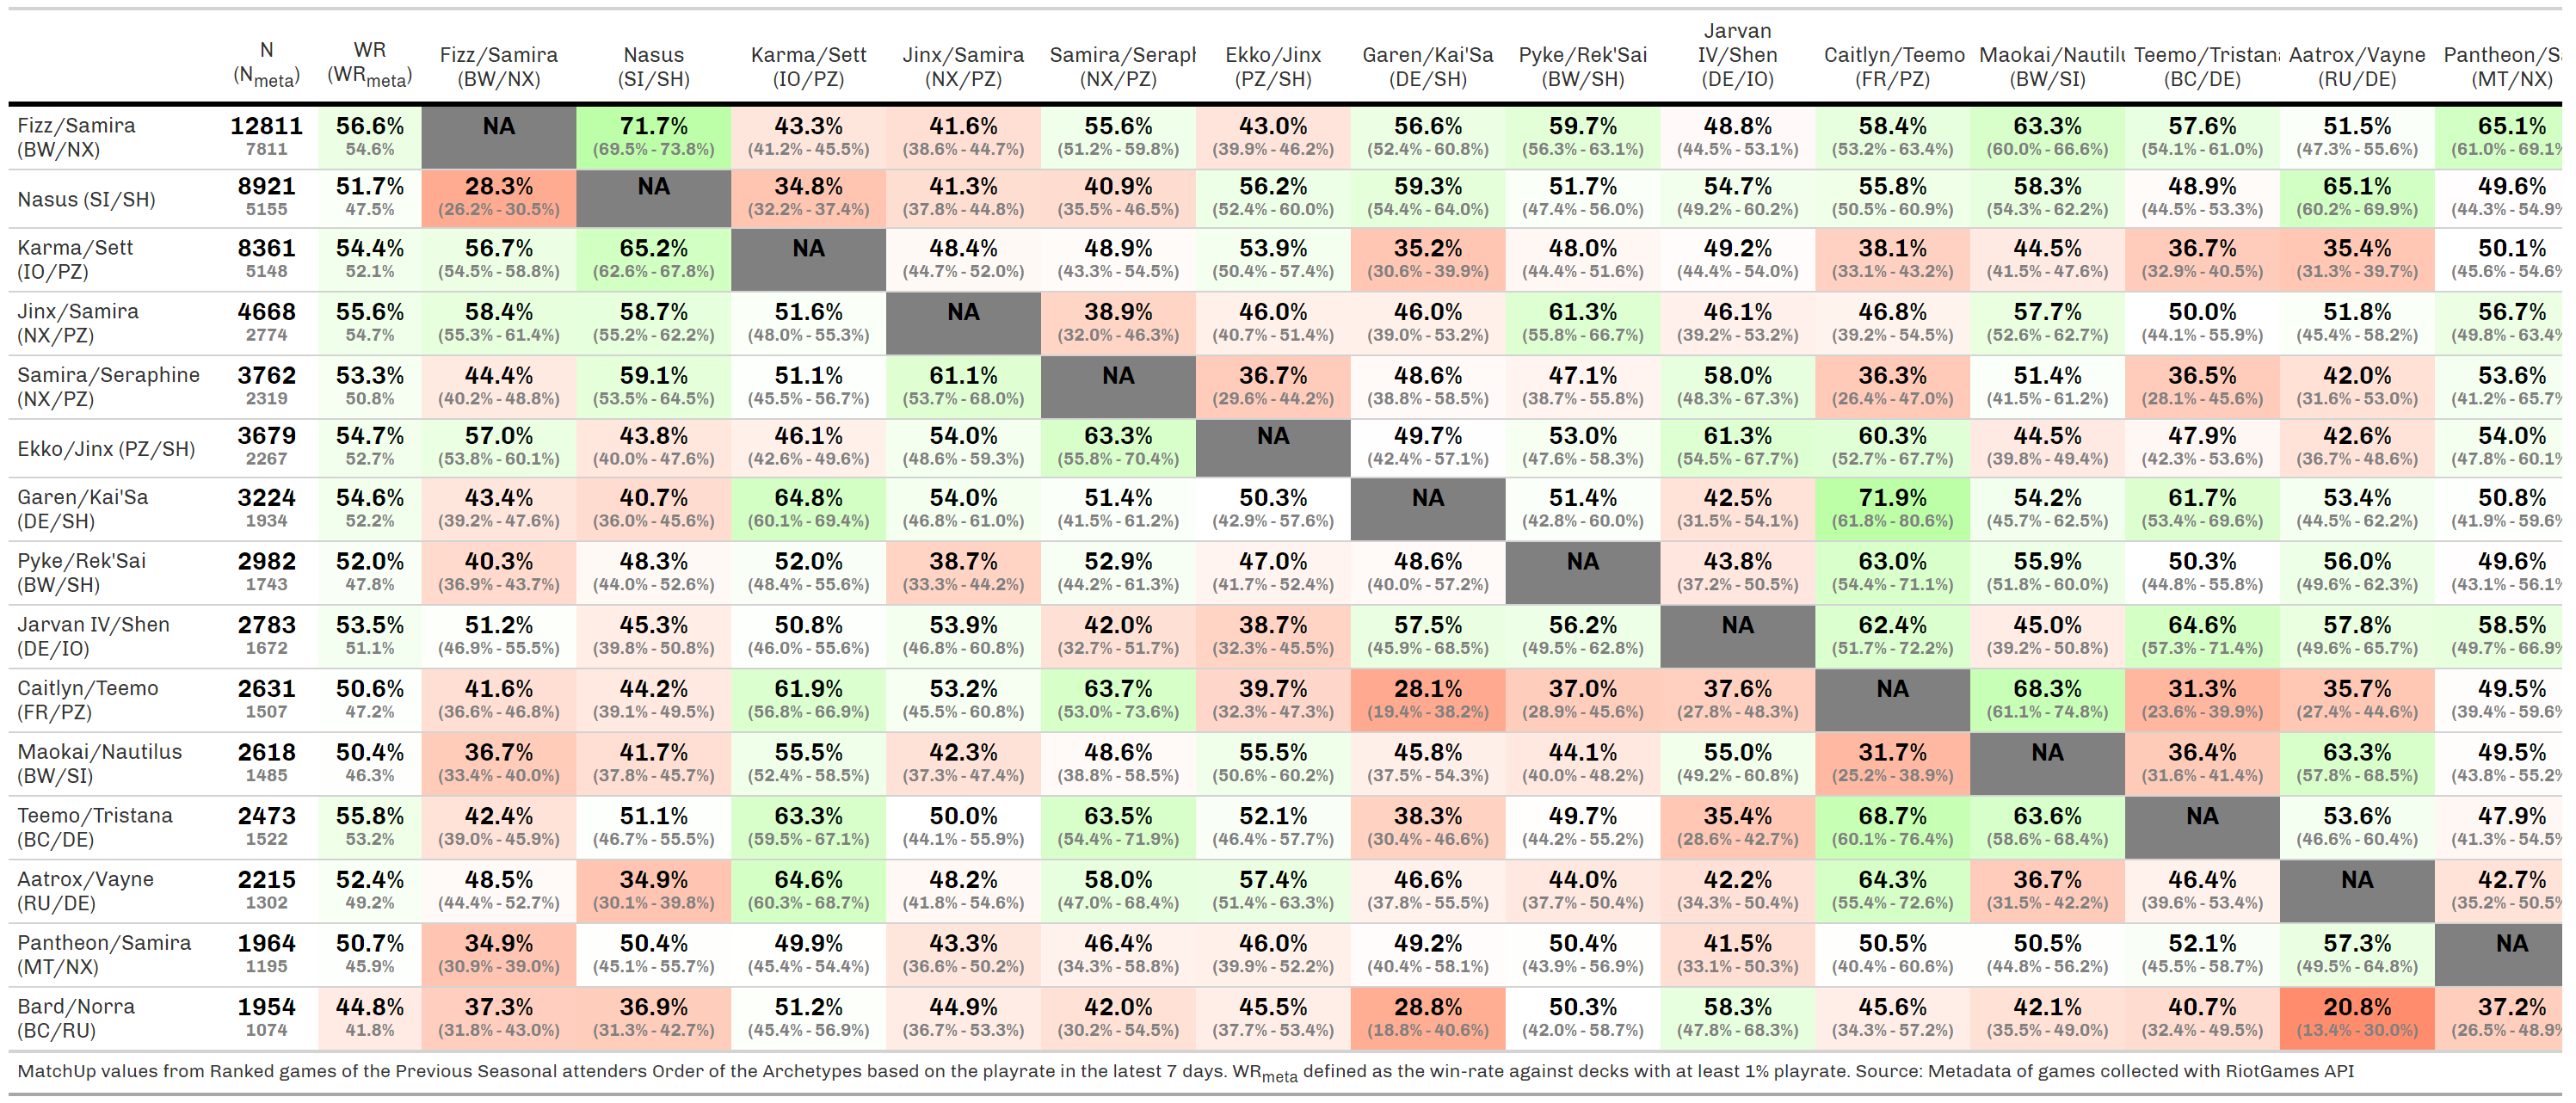 N (Nmeta) WR (WRmeta) Fizz/Samira (BW/NX) Nasus (SI/SH) Karma/Sett (IO/PZ) Jinx/Samira (NX/PZ) Samira/Seraph (NX/PZ) Ekko/Jinx (PZ/SH) Garen/Kai'Sa (DE/SH) Pyke/Rek'Sai (BW/SH) Jarvan IV/Shen (DE/IO) Caitlyn/Teemo (FR/PZ) Maokai/Nautilu (BW/SI) Teemo/Tristana (BC/DE) Aatrox/Vayne (RU/DE) Pantheon/S (MT/NX)
Fizz/Samira 12811 56.6% NA 71.7% 43.3% 41.6% 55.6% 43.0% 56.6% 59.7% 48.8% 58.4% 63.3% 57.6% 51.5% 65.1%
(BW/NX) 7811 54.6% (69.5% - 73.8%) (41.2% - 45.5%) (38.6% - 44.7%) (51.2% - 59.8%) (39.9% - 46.2%) (52.4% - 60.8%) (56.3% - 63.1%) (44.5% - 53.1%) (53.2% - 63.4%) (60.0% - 66.6%) (54.1% - 61.0%) (47.3% - 55.6%) (61.0% - 69.1%
Nasus (SI/SH) 8921 51.7% 28.3% NA 34.8% 41.3% 40.9% 56.2% 59.3% 51.7% 54.7% 55.8% 58.3% 48.9% 65.1% 49.6%
5155 47.5% (26.2% - 30.5%) (32.2% - 37.4%) (37.8% - 44.8%) (35.5% - 46.5%) (52.4% - 60.0%) (54.4% - 64.0%) (47.4% - 56.0%) (49.2% - 60.2%) (50.5% - 60.9%) (54.3% - 62.2%) (44.5% - 53.3%) (60.2% - 69.9%) (44.3% - 54.9%
Karma/Sett 8361 54.4% 56.7% 65.2% NA 48.4% 48.9% 53.9% 35.2% 48.0% 49.2% 38.1% 44.5% 36.7% 35.4% 50.1%
(IO/PZ) 5148 52.1% (54.5% - 58.8%) (62.6% - 67.8%) (44.7% - 52.0%) (43.3% - 54.5%) (50.4% - 57.4%) (30.6% - 39.9%) (44.4% - 51.6%) (44.4% - 54.0%) (33.1% - 43.2%) (41.5% - 47.6%) (32.9% - 40.5%) (31.3% - 39.7%) (45.6% - 54.6%
Jinx/Samira 4668 55.6% 58.4% 58.7% 51.6% NA 38.9% 46.0% 46.0% 61.3% 46.1% 46.8% 57.7% 50.0% 51.8% 56.7%
(NX/PZ) 2774 54.7% (55.3% - 61.4%) (55.2% - 62.2%) (48.0% - 55.3%) (32.0% - 46.3%) (40.7% - 51.4%) (39.0% - 53.2%) (55.8% - 66.7%) (39.2% - 53.2%) (39.2% - 54.5%) (52.6% - 62.7%) (44.1% - 55.9%) (45.4% - 58.2%) (49.8% - 63.4%
Samira/Seraphine 3762 53.3% 44.4% 59.1% 51.1% 61.1% NA 36.7% 48.6% 47.1% 58.0% 36.3% 51.4% 36.5% 42.0% 53.6%
(NX/PZ) 2319 50.8% (40.2% - 48.8%) (53.5% - 64.5%) (45.5% - 56.7%) (53.7% - 68.0%) (29.6% - 44.2%) (38.8% - 58.5%) (38.7% - 55.8%) (48.3% - 67.3%) (26.4% - 47.0%) (41.5% - 61.2%) (28.1% - 45.6%) (31.6% - 53.0%) (41.2% - 65.7%
Ekko/Jinx (PZ/SH) 3679 54.7% 57.0% 43.8% 46.1% 54.0% 63.3% NA 49.7% 53.0% 61.3% 60.3% 44.5% 47.9% 42.6% 54.0%
2267 52.7% (53.8% - 60.1%) (40.0% - 47.6%) (42.6% - 49.6%) (48.6% - 59.3%) (55.8% - 70.4%) (42.4% - 57.1%) (47.6% - 58.3%) (54.5% - 67.7%) (52.7% - 67.7%) (39.8% - 49.4%) (42.3% - 53.6%) (36.7% - 48.6%) (47.8% - 60.1%
Garen/Kai'Sa 3224 54.6% 43.4% 40.7% 64.8% 54.0% 51.4% 50.3% NA 51.4% 42.5% 71.9% 54.2% 61.7% 53.4% 50.8%
(DE/SH) 1934 52.2% (39.2% - 47.6%) (36.0% - 45.6%) (60.1% - 69.4%) (46.8% - 61.0%) (41.5% - 61.2%) (42.9% - 57.6%) (42.8% - 60.0%) (31.5% - 54.1%) (61.8% - 80.6%) (45.7% - 62.5%) (53.4% - 69.6%) (44.5% - 62.2%) (41.9% - 59.6%
Pyke/Rek'Sai 2982 52.0% 40.3% 48.3% 52.0% 38.7% 52.9% 47.0% 48.6% NA 43.8% 63.0% 55.9% 50.3% 56.0% 49.6%
(BW/SH) 1743 47.8% (36.9% - 43.7%) (44.0% - 52.6%) (48.4% - 55.6%) (33.3% - 44.2%) (44.2% - 61.3%) (41.7% - 52.4%) (40.0% - 57.2%) (37.2% - 50.5%) (54.4% - 71.1%) (51.8% - 60.0%) (44.8% - 55.8%) (49.6% - 62.3%) (43.1% - 56.1%
Jarvan IV/Shen 2783 53.5% 51.2% 45.3% 50.8% 53.9% 42.0% 38.7% 57.5% 56.2% NA 62.4% 45.0% 64.6% 57.8% 58.5%
(DE/IO) 1672 51.1% (46.9% - 55.5%) (39.8% - 50.8%) (46.0% - 55.6%) (46.8% - 60.8%) (32.7% - 51.7%) (32.3% - 45.5%) (45.9% - 68.5%) (49.5% - 62.8%) (51.7% - 72.2%) (39.2% - 50.8%) (57.3% - 71.4%) (49.6% - 65.7%) (49.7% - 66.9%
Caitlyn/Teemo 2631 50.6% 41.6% 44.2% 61.9% 53.2% 63.7% 39.7% 28.1% 37.0% 37.6% NA 68.3% 31.3% 35.7% 49.5%
(FR/PZ) 1507 47.2% (36.6% - 46.8%) (39.1% - 49.5%) (56.8% - 66.9%) (45.5% - 60.8%) (53.0% - 73.6%) (32.3% - 47.3%) (19.4% - 38.2%) (28.9% - 45.6%) (27.8% - 48.3%) (61.1% - 74.8%) (23.6% - 39.9%) (27.4% - 44.6%) (39.4% - 59.6%
Maokai/Nautilus 2618 50.4% 36.7% 41.7% 55.5% 42.3% 48.6% 55.5% 45.8% 44.1% 55.0% 31.7% NA 36.4% 63.3% 49.5%
(BW/SI) 1485 46.3% (33.4% - 40.0%) (37.8% - 45.7%) (52.4% - 58.5%) (37.3% - 47.4%) (38.8% - 58.5%) (50.6% - 60.2%) (37.5% - 54.3%) (40.0% - 48.2%) (49.2% - 60.8%) (25.2% - 38.9%) (31.6% - 41.4%) (57.8% - 68.5%) (43.8% - 55.2%
Teemo/Tristana 2473 55.8% 42.4% 51.1% 63.3% 50.0% 63.5% 52.1% 38.3% 49.7% 35.4% 68.7% 63.6% NA 53.6% 47.9%
(BC/DE) 1522 53.2% (39.0% - 45.9%) (46.7% - 55.5%) (59.5% - 67.1%) (44.1% - 55.9%) (54.4% - 71.9%) (46.4% - 57.7%) (30.4% - 46.6%) (44.2% - 55.2%) (28.6% - 42.7%) (60.1% - 76.4%) (58.6% - 68.4%) (46.6% - 60.4%) (41.3% - 54.5%
Aatrox/Vayne 2215 52.4% 48.5% 34.9% 64.6% 48.2% 58.0% 57.4% 46.6% 44.0% 42.2% 64.3% 36.7% 46.4% NA 42.7%
(RU/DE) 1302 49.2% (44.4% - 52.7%) (30.1% - 39.8%) (60.3% - 68.7%) (41.8% - 54.6%) (47.0% - 68.4%) (51.4% - 63.3%) (37.8% - 55.5%) (37.7% - 50.4%) (34.3% - 50.4%) (55.4% - 72.6%) (31.5% - 42.2%) (39.6% - 53.4%) (35.2% - 50.5%
Pantheon/Samira 1964 50.7% 34.9% 50.4% 49.9% 43.3% 46.4% 46.0% 49.2% 50.4% 41.5% 50.5% 50.5% 52.1% 57.3% NA
(MT/NX) 1195 45.9% (30.9% - 39.0%) (45.1% - 55.7%) (45.4% - 54.4%) (36.6% - 50.2%) (34.3% - 58.8%) (39.9% - 52.2%) (40.4% - 58.1%) (43.9% - 56.9%) (33.1% - 50.3%) (40.4% - 60.6%) (44.8% - 56.2%) (45.5% - 58.7%) (49.5% - 64.8%)
Bard/Norra 1954 44.8% 37.3% 36.9% 51.2% 44.9% 42.0% 45.5% 28.8% 50.3% 58.3% 45.6% 42.1% 40.7% 20.8% 37.2%
(BC/RU) 1074 41.8% (31.8% - 43.0%) (31.3% - 42.7%) (45.4% - 56.9%) (36.7% - 53.3%) (30.2% - 54.5%) (37.7% - 53.4%) (18.8% - 40.6%) (42.0% - 58.7%) (47.8% - 68.3%) (34.3% - 57.2%) (35.5% - 49.0%) (32.4% - 49.5%) (13.4% - 30.0%) (26.5% - 48.9%
MatchUp values from Ranked games of the Previous Seasonal attenders Order of the Archetypes based on the playrate in the latest 7 days. WRmeta defined as the win-rate against decks with at least 1% playrate. Source: Metadata of games collected with RiotGames API